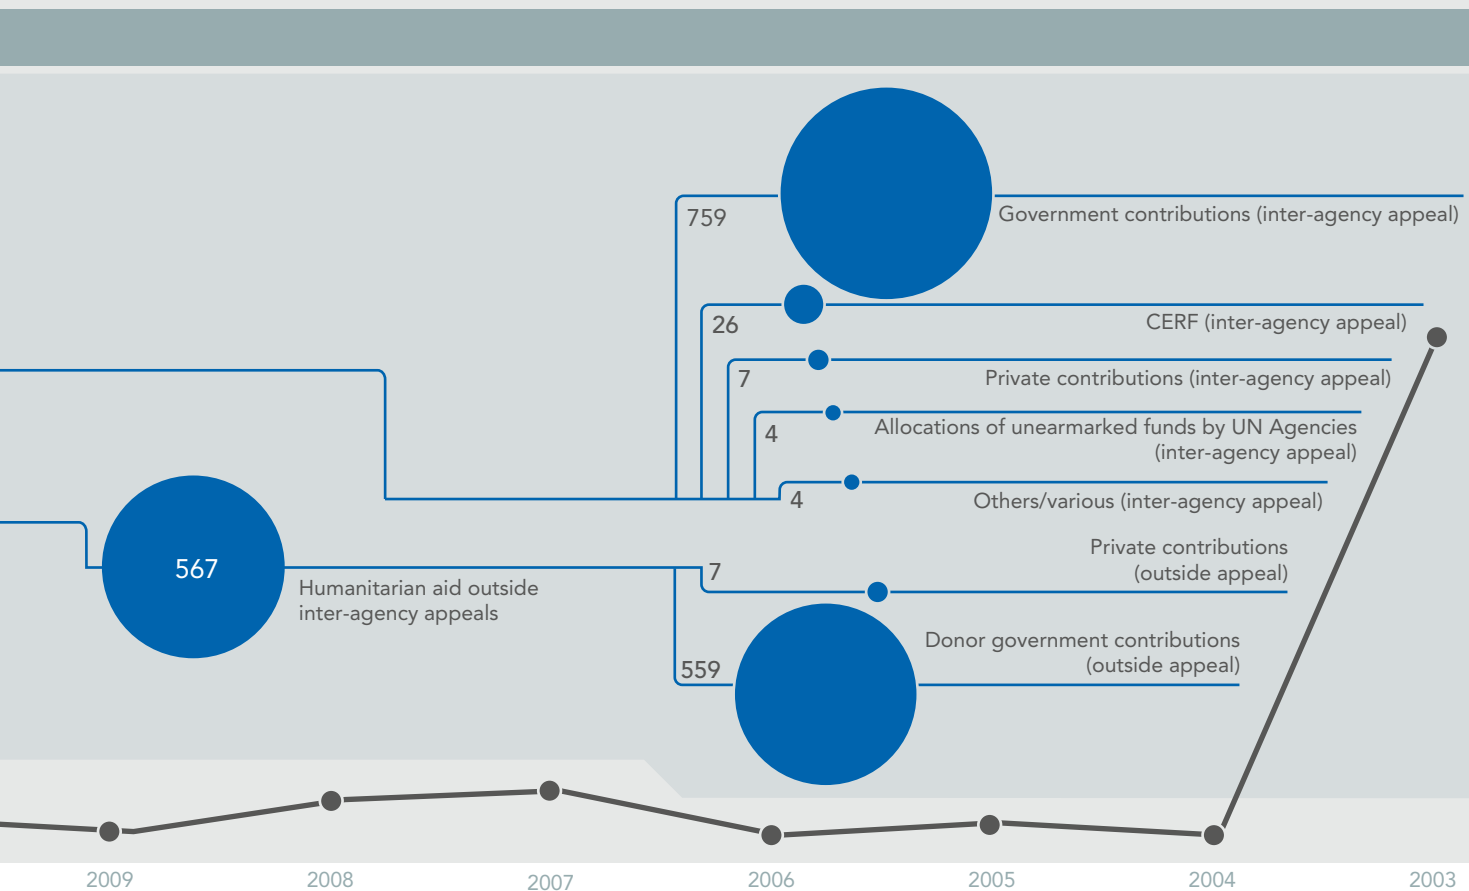 759
Government contributions (inter-agency appeal)
26
CERF (inter-agency appeal)
7
Private contributions (inter-agency appeal)
4
Allocations of unearmarked funds by UN Agencies
(inter-agency appeal)
4
Others/various (inter-agency appeal)
567
Humanitarian aid outside
inter-agency appeals
7
Private contributions
(outside appeal)
559
Donor government contributions
(outside appeal)
2009 2008 2007 2006 2005 2004 2003